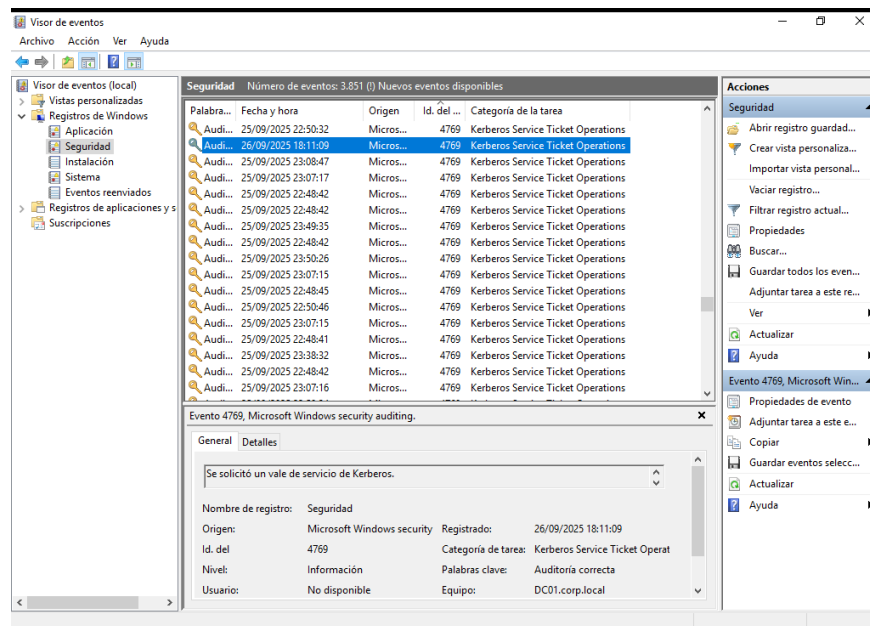 Visor de eventos
Archivo Acción Ver Ayuda
Visor de eventos (local)
Vistas personalizadas
Registros de Windows
Aplicación
Seguridad
Instalación
Sistema
Eventos reenviados
Registros de aplicaciones y s
Suscripciones
Seguridad Número de eventos: 3.851 (!) Nuevos eventos disponibles
Palabra... Fecha y hora Origen Id. del ... Categoría de la tarea
Audi... 25/09/2025 22:50:32 Micros... 4769 Kerberos Service Ticket Operations
Audi... 26/09/2025 18:11:09 Micros... 4769 Kerberos Service Ticket Operations
Audi... 25/09/2025 23:08:47 Micros... 4769 Kerberos Service Ticket Operations
Audi... 25/09/2025 23:07:17 Micros... 4769 Kerberos Service Ticket Operations
Audi... 25/09/2025 22:48:42 Micros... 4769 Kerberos Service Ticket Operations
Audi... 25/09/2025 22:48:42 Micros... 4769 Kerberos Service Ticket Operations
Audi... 25/09/2025 23:49:35 Micros... 4769 Kerberos Service Ticket Operations
Audi... 25/09/2025 22:48:42 Micros... 4769 Kerberos Service Ticket Operations
Audi... 25/09/2025 23:50:26 Micros... 4769 Kerberos Service Ticket Operations
Audi... 25/09/2025 23:07:15 Micros... 4769 Kerberos Service Ticket Operations
Audi... 25/09/2025 22:48:45 Micros... 4769 Kerberos Service Ticket Operations
Audi... 25/09/2025 22:50:46 Micros... 4769 Kerberos Service Ticket Operations
Audi... 25/09/2025 23:07:15 Micros... 4769 Kerberos Service Ticket Operations
Audi... 25/09/2025 22:48:41 Micros... 4769 Kerberos Service Ticket Operations
Audi... 25/09/2025 23:38:32 Micros... 4769 Kerberos Service Ticket Operations
Audi... 25/09/2025 22:48:42 Micros... 4769 Kerberos Service Ticket Operations
Audi... 25/09/2025 23:07:16 Micros... 4769 Kerberos Service Ticket Operations
Evento 4769, Microsoft Windows security auditing.
General Detalles
Se solicitó un vale de servicio de Kerberos.
Nombre de registro: Seguridad
Origen: Microsoft Windows security Registrado: 26/09/2025 18:11:09
Id. del 4769 Categoría de tarea: Kerberos Service Ticket Operat
Nivel: Información Palabras clave: Auditoría correcta
Usuario: No disponible Equipo: DC01.corp.local
Acciones
Seguridad
Abrir registro guardad...
Crear vista personaliza...
Importar vista personal...
Vaciar registro...
Filtrar registro actual...
Propiedades
Buscar...
Guardar todos los even...
Adjuntar tarea a este re...
Ver
Actualizar
Ayuda
Evento 4769, Microsoft Win...
Propiedades de evento
Adjuntar tarea a este e...
Copiar
Guardar eventos selecc...
Actualizar
Ayuda